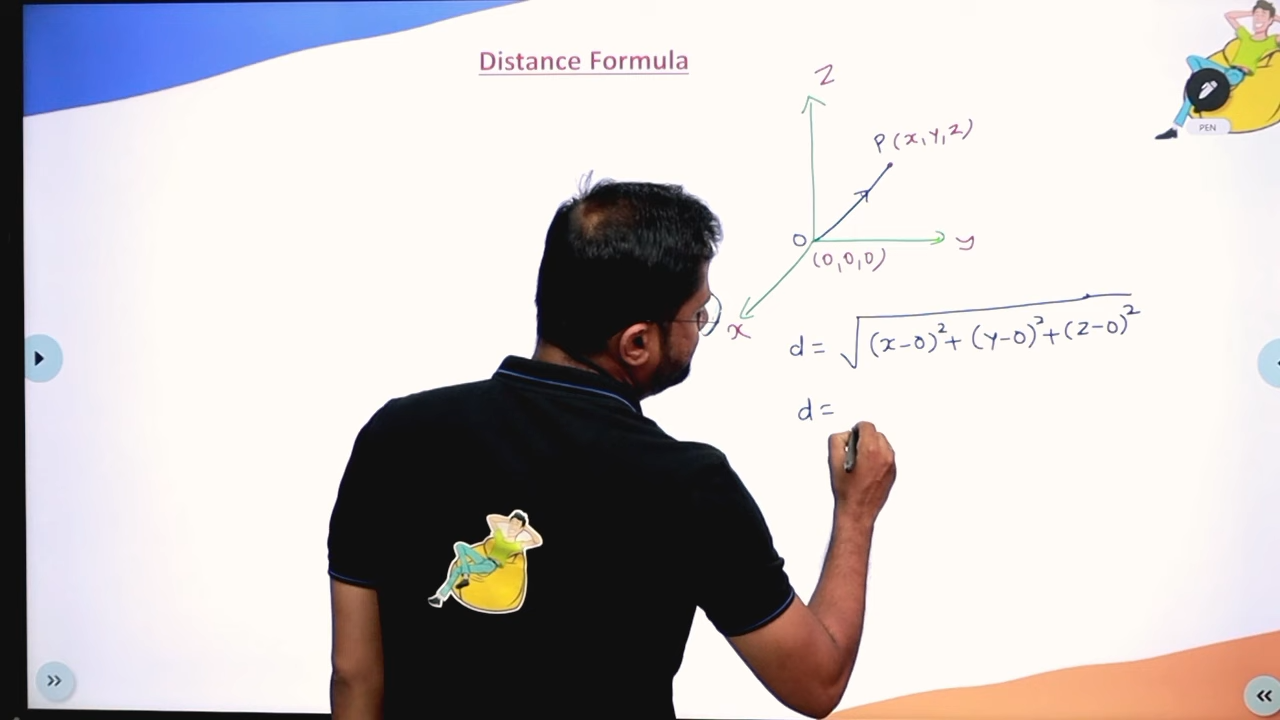 Distance Formula
Z
P(x,y,z)
PEN
O
y
(0,0,0)
x
d = √(x-0)²+(y-0)²+(z-0)²
d =